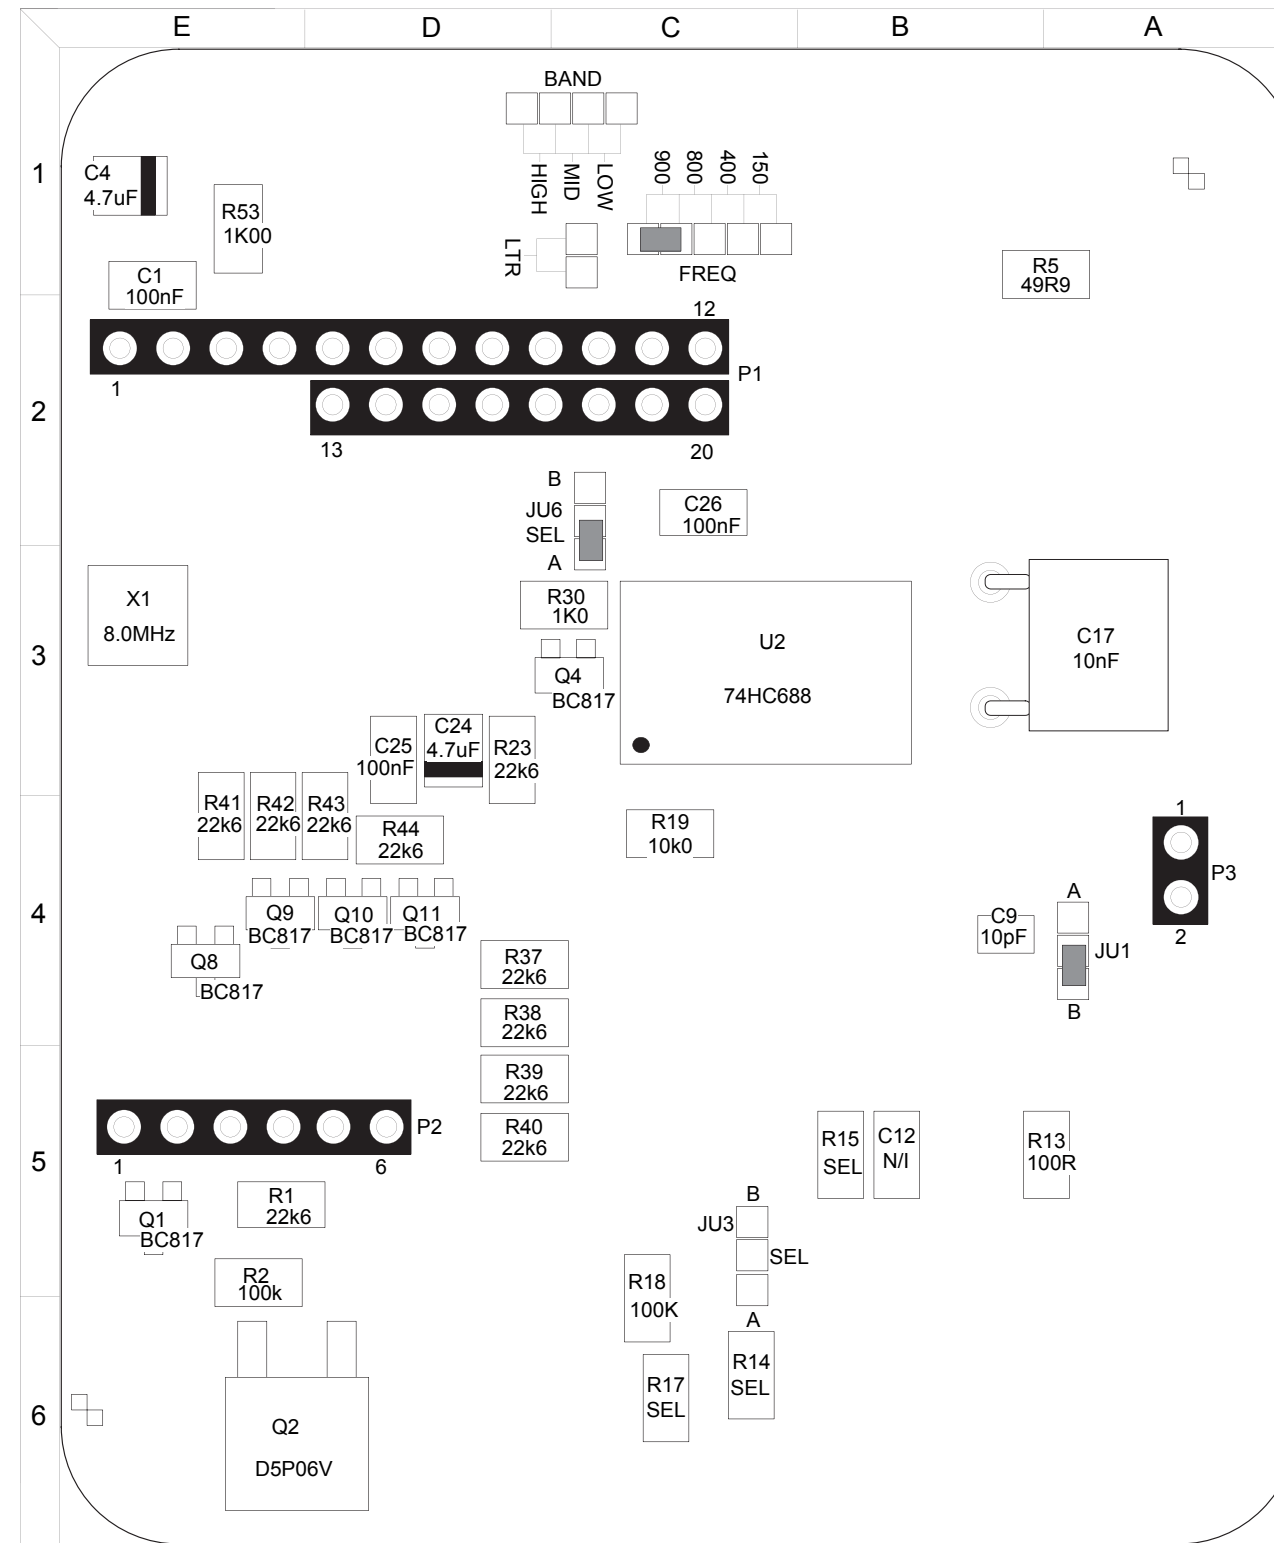 E D C B A
BAND
1
C4
4.7uF
HIGH
MID
LOW
900
800
400
150
R53
1K00
LTR
FREQ
C1
100nF
R5
49R9
12
P1
1
2
13
20
B
JU6
SEL
A
C26
100nF
X1
8.0MHz
R30
1K0
3
U2
74HC688
C17
10nF
Q4
BC817
C25
100nF
C24
4.7uF
R23
22k6
R41
22k6
R42
22k6
R43
22k6
R44
22k6
R19
10k0
1
P3
2
4
Q9
BC817
Q10
BC817
Q11
BC817
Q8
BC817
C9
10pF
A
JU1
B
R37
22k6
R38
22k6
R39
22k6
R40
22k6
P2
1
6
5
R15
SEL
C12
N/I
R13
100R
Q1
BC817
R1
22k6
B
JU3
SEL
A
R2
100k
R18
100K
R14
SEL
R17
SEL
6
Q2
D5P06V